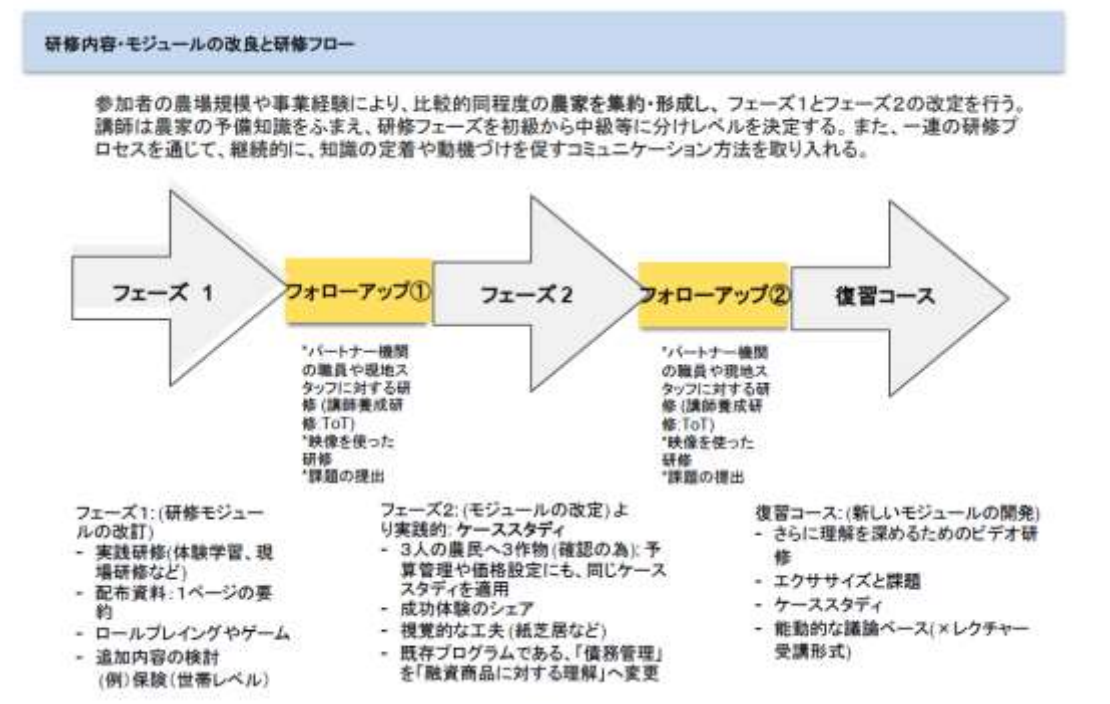 研修内容・モジュールの改良と研修フロー
参加者の農場規模や事業経験により、比較的同程度の農家を集約・形成し、フェーズ1とフェーズ2の改定を行う。
講師は農家の予備知識をふまえ、研修フェーズを初級から中級等に分けレベルを決定する。また、一連の研修プ
ロセスを通じて、継続的に、知識の定着や動機づけを促すコミュニケーション方法を取り入れる。
フェーズ 1
フォローアップ①
フェーズ2
フォローアップ②
復習コース
*パートナー機関
の職員や現地ス
タッフに対する研
修(講師養成研
修:ToT)
*映像を使った
研修
*課題の提出
*パートナー機関
の職員や現地ス
タッフに対する研
修(講師養成研
修:ToT)
*映像を使った
研修
*課題の提出
フェーズ1:(研修モジュー
ルの改訂)
- 実践研修(体験学習、現
場研修など)
- 配布資料:1ページの要
約
- ロールプレイングやゲーム
- 追加内容の検討
(例)保険(世帯レベル)
フェーズ2:(モジュールの改定)よ
り実践的:ケーススタディ
- 3人の農民へ3作物(確認の為):予
算管理や価格設定にも、同じケース
スタディを適用
- 成功体験のシェア
- 視覚的な工夫(紙芝居など)
- 既存プログラムである、「債務管理」
を「融資商品に対する理解」へ変更
復習コース:(新しいモジュールの開発)
- さらに理解を深めるためのビデオ研
修
- エクササイズと課題
- ケーススタディ
- 能動的な議論ベース(×レクチャー
受講形式)